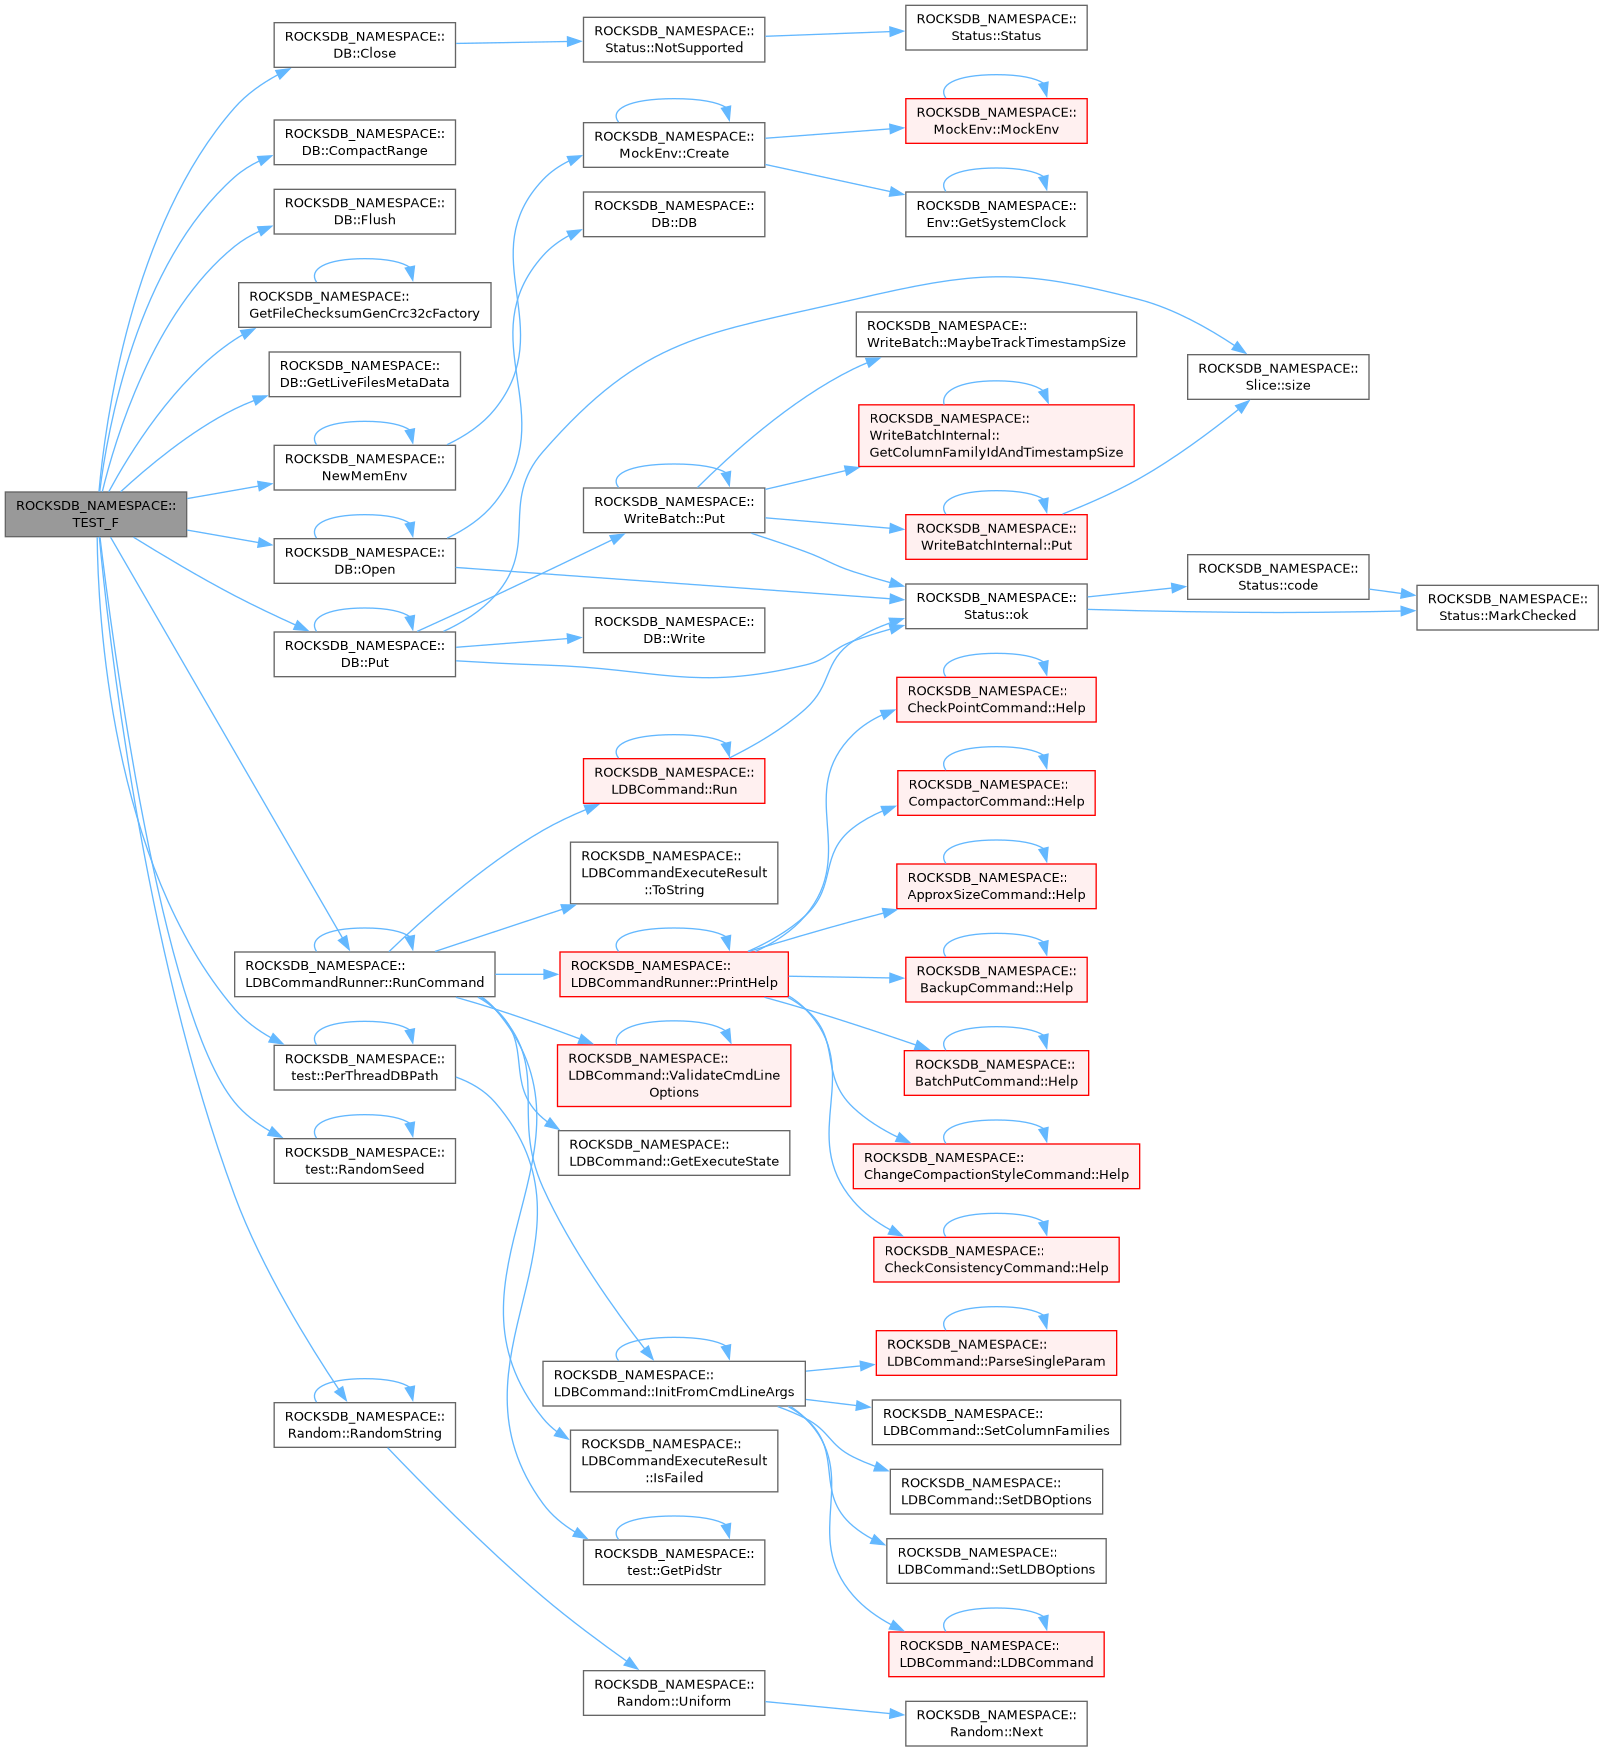 ROCKSDB_NAMESPACE::
TEST_F
ROCKSDB_NAMESPACE::
DB::Close
ROCKSDB_NAMESPACE::
DB::CompactRange
ROCKSDB_NAMESPACE::
DB::Flush
ROCKSDB_NAMESPACE::
GetFileChecksumGenCrc32cFactory
ROCKSDB_NAMESPACE::
DB::GetLiveFilesMetaData
ROCKSDB_NAMESPACE::
NewMemEnv
ROCKSDB_NAMESPACE::
DB::Open
ROCKSDB_NAMESPACE::
DB::Put
ROCKSDB_NAMESPACE::
LDBCommandRunner::RunCommand
ROCKSDB_NAMESPACE::
test::PerThreadDBPath
ROCKSDB_NAMESPACE::
test::RandomSeed
ROCKSDB_NAMESPACE::
Random::RandomString
ROCKSDB_NAMESPACE::
Status::NotSupported
ROCKSDB_NAMESPACE::
MockEnv::Create
ROCKSDB_NAMESPACE::
DB::DB
ROCKSDB_NAMESPACE::
WriteBatch::Put
ROCKSDB_NAMESPACE::
DB::Write
ROCKSDB_NAMESPACE::
LDBCommand::Run
ROCKSDB_NAMESPACE::
LDBCommandExecuteResult
::ToString
ROCKSDB_NAMESPACE::
LDBCommandRunner::PrintHelp
ROCKSDB_NAMESPACE::
LDBCommand::ValidateCmdLine
Options
ROCKSDB_NAMESPACE::
LDBCommand::GetExecuteState
ROCKSDB_NAMESPACE::
LDBCommand::InitFromCmdLineArgs
ROCKSDB_NAMESPACE::
LDBCommandExecuteResult
::IsFailed
ROCKSDB_NAMESPACE::
test::GetPidStr
ROCKSDB_NAMESPACE::
Random::Uniform
ROCKSDB_NAMESPACE::
Status::Status
ROCKSDB_NAMESPACE::
MockEnv::MockEnv
ROCKSDB_NAMESPACE::
Env::GetSystemClock
ROCKSDB_NAMESPACE::
WriteBatch::MaybeTrackTimestampSize
ROCKSDB_NAMESPACE::
WriteBatchInternal::
GetColumnFamilyIdAndTimestampSize
ROCKSDB_NAMESPACE::
WriteBatchInternal::Put
ROCKSDB_NAMESPACE::
Status::ok
ROCKSDB_NAMESPACE::
CheckPointCommand::Help
ROCKSDB_NAMESPACE::
CompactorCommand::Help
ROCKSDB_NAMESPACE::
ApproxSizeCommand::Help
ROCKSDB_NAMESPACE::
BackupCommand::Help
ROCKSDB_NAMESPACE::
BatchPutCommand::Help
ROCKSDB_NAMESPACE::
ChangeCompactionStyleCommand::Help
ROCKSDB_NAMESPACE::
CheckConsistencyCommand::Help
ROCKSDB_NAMESPACE::
LDBCommand::ParseSingleParam
ROCKSDB_NAMESPACE::
LDBCommand::SetColumnFamilies
ROCKSDB_NAMESPACE::
LDBCommand::SetDBOptions
ROCKSDB_NAMESPACE::
LDBCommand::SetLDBOptions
ROCKSDB_NAMESPACE::
LDBCommand::LDBCommand
ROCKSDB_NAMESPACE::
Random::Next
ROCKSDB_NAMESPACE::
Slice::size
ROCKSDB_NAMESPACE::
Status::code
ROCKSDB_NAMESPACE::
Status::MarkChecked